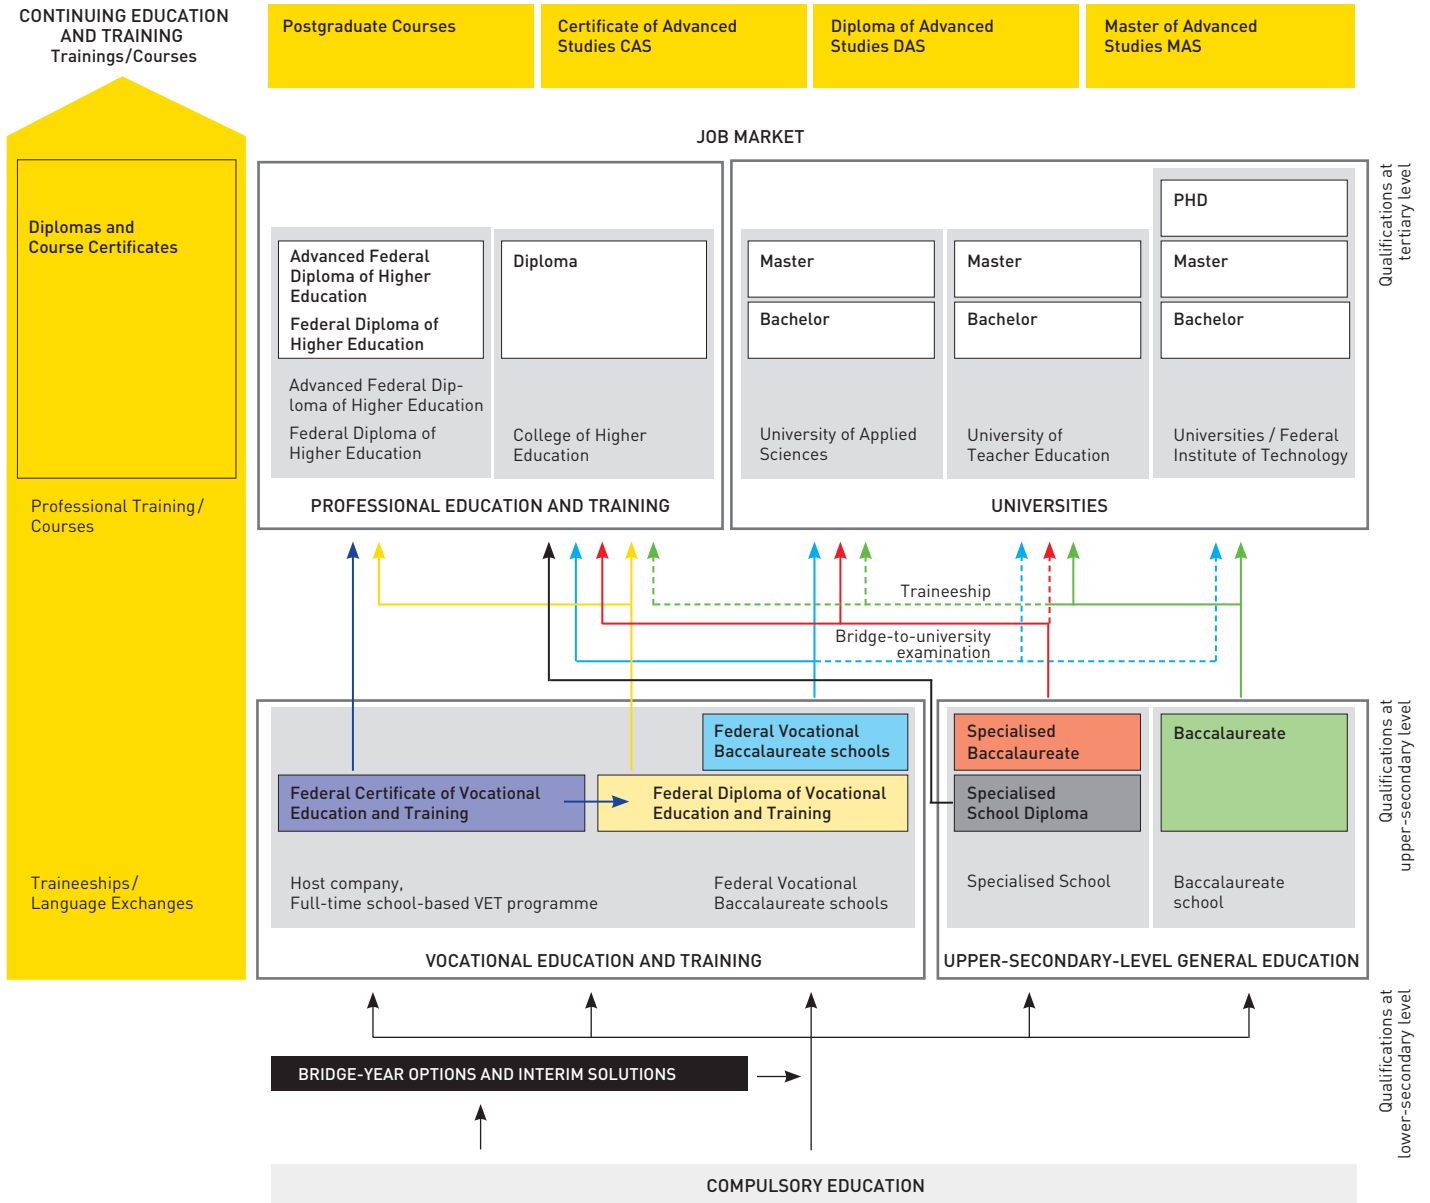 CONTINUING EDUCATION
AND TRAINING
Trainings/Courses
Postgraduate Courses
Certificate of Advanced
Studies CAS
Diploma of Advanced
Studies DAS
Master of Advanced
Studies MAS
JOB MARKET
Diplomas and
Course Certificates
Professional Training/
Courses
Traineeships/
Language Exchanges
Advanced Federal
Diploma of Higher
Education
Federal Diploma of
Higher Education
Advanced Federal Dip-
loma of Higher Education
Federal Diploma of
Higher Education
Diploma
College of Higher
Education
PROFESSIONAL EDUCATION AND TRAINING
Master
Bachelor
University of Applied
Sciences
Master
Bachelor
University of
Teacher Education
PHD
Master
Bachelor
Universities / Federal
Institute of Technology
UNIVERSITIES
Qualifications at
tertiary level
Traineeship
Bridge-to-university
examination
Federal Vocational
Baccalaureate schools
Federal Certificate of Vocational
Education and Training
Federal Diploma of Vocational
Education and Training
Host company,
Full-time school-based VET programme
Federal Vocational
Baccalaureate schools
VOCATIONAL EDUCATION AND TRAINING
Specialised
Baccalaureate
Specialised
School Diploma
Specialised School
Baccalaureate
Baccalaureate
school
UPPER-SECONDARY-LEVEL GENERAL EDUCATION
Qualifications at
upper-secondary level
BRIDGE-YEAR OPTIONS AND INTERIM SOLUTIONS
Qualifications at
lower-secondary level
COMPULSORY EDUCATION